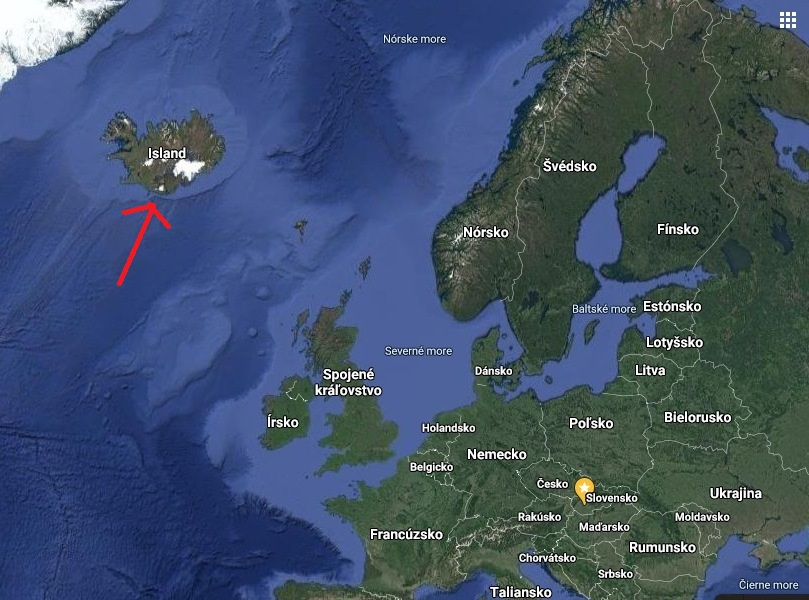 Nórske more
Island
Švédsko
Nórsko
Fínsko
Baltské more
Estónsko
Lotyšsko
Severné more
Spojené
kráľovstvo
Dánsko
Litva
Írsko
Holandsko
Poľsko
Bielorusko
Nemecko
Belgicko
Česko
Slovensko
Ukrajina
Rakúsko
Maďarsko
Moldavsko
Francúzsko
Rumunsko
Chorvátsko
Srbsko
Taliansko
Čierne more